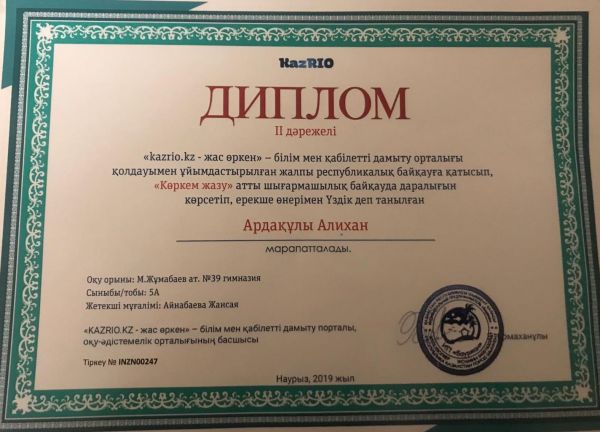 KazRIO
ДИПЛОМ
II дәрежелі
«kazrio.kz - жас өркен» – білім мен қабілетті дамыту орталығы
қолдауымен ұйымдастырылған жалпы республикалық байқауға қатысып,
«Көркем жазу» атты шығармашылық байқауда даралығын
көрсетіп, ерекше өнерімен Үздік деп танылған
Ардақұлы Алихан
марапатталады.
Оқу орыны: М.Жұмабаев ат. №39 гимназия
Сыныбы/тобы: 5А
Жетекші мұғалімі: Айнабаева Жансая
«KAZRIO.KZ - жас өркен» – білім мен қабілетті дамыту порталы,
оқу-әдістемелік орталығының басшысы
Тіркеу № INZN00247
Наурыз, 2019 жыл